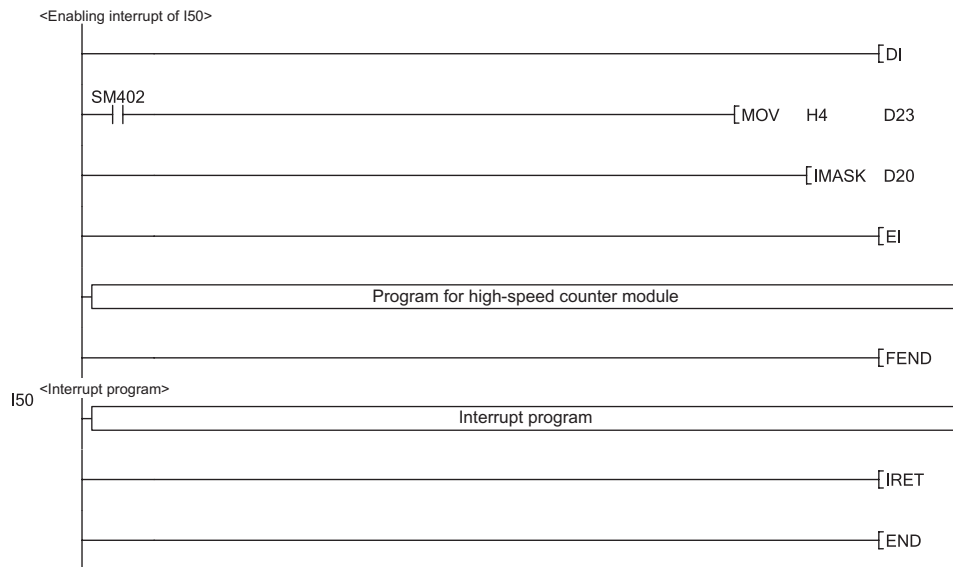 <Enabling interrupt of I50>
[DI
SM402
[MOV H4 D23
[IMASK D20
[EI
Program for high-speed counter module
[FEND
<Interrupt program>
I50
Interrupt program
[IRET
[END